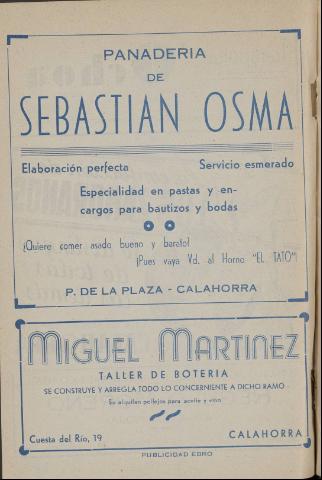 PANADERIA
DE
SEBASTIAN OSMA
Elaboración perfecta Servicio esmerado
Especialidad en pastas y en-
cargos para bautizos y bodas
¡Quiere comer asado bueno y barato!
¡Pues vaya Vd. al Horno "EL TATO"!
P. DE LA PLAZA - CALAHORRA
MIGUEL MARTINEZ
TALLER DE BOTERIA
SE CONSTRUYE Y ARREGLA TODO LO CONCERNIENTE A DICHO RAMO
Se alquilan pellejos para aceite y vino
Cuesta del Río, 19 CALAHORRA
PUBLICIDAD EBRO